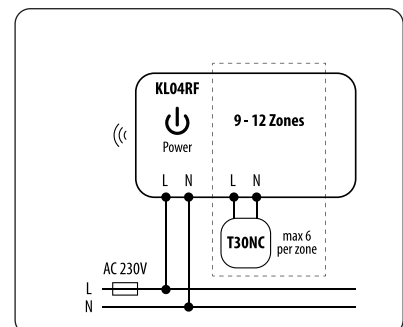 KL04RF
9 - 12 Zones
Power
L N L N
T30NC
max 6
per zone
AC 230V
L
N